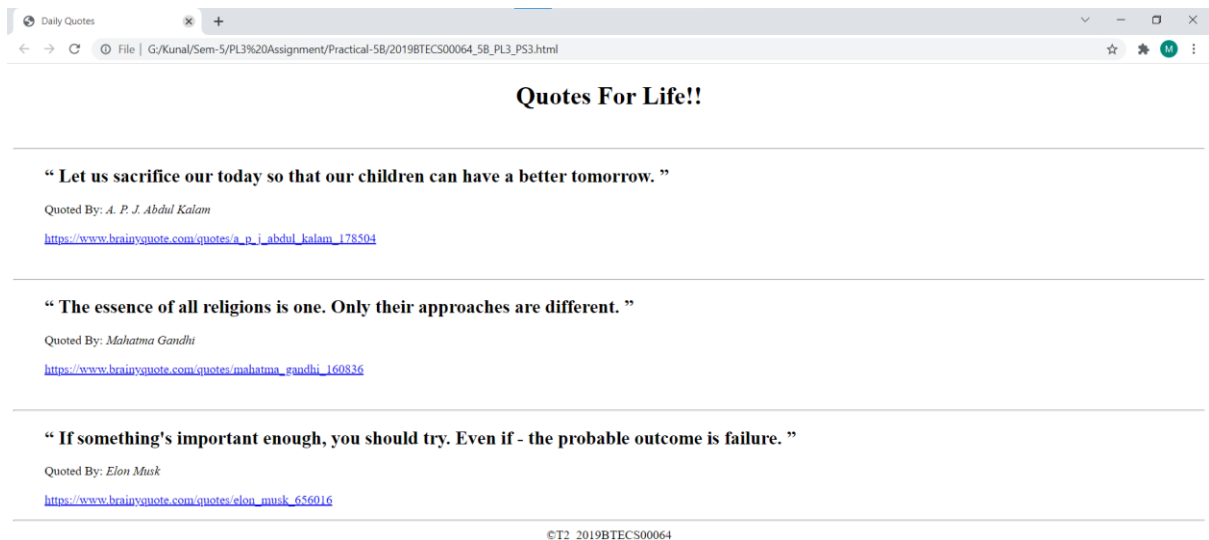 Daily Quotes
File | G:/Kunal/Sem-5/PL3%20Assignment/Practical-5B/2019BTECS00064_5B_PL3_PS3.html
M
Quotes For Life!!
“ Let us sacrifice our today so that our children can have a better tomorrow. ”
Quoted By: A. P. J. Abdul Kalam
https://www.brainyquote.com/quotes/a_p_j_abdul_kalam_178504
“ The essence of all religions is one. Only their approaches are different. ”
Quoted By: Mahatma Gandhi
https://www.brainyquote.com/quotes/mahatma_gandhi_160836
“ If something's important enough, you should try. Even if - the probable outcome is failure. ”
Quoted By: Elon Musk
https://www.brainyquote.com/quotes/elon_musk_656016
©T2 2019BTECS00064